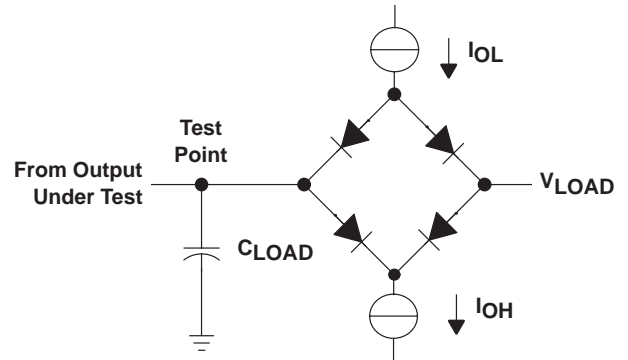 IOL
Test
Point
From Output
Under Test
VLOAD
CLOAD
IOH